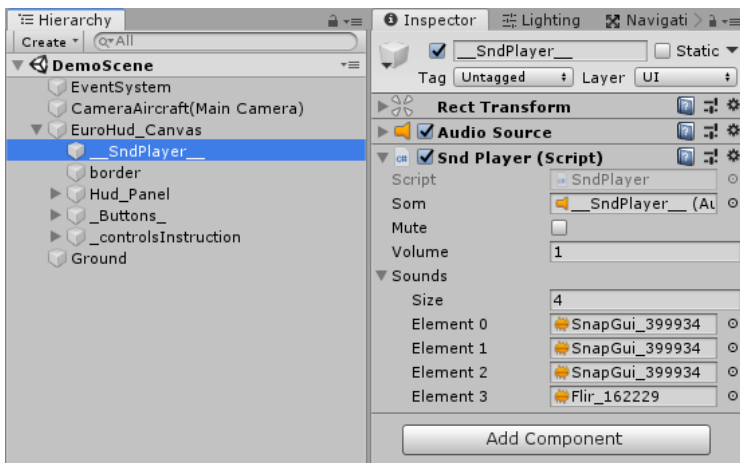 Hierarchy
Create
All
DemoScene
EventSystem
CameraAircraft(Main Camera)
EuroHud_Canvas
__SndPlayer__
border
Hud_Panel
_Buttons_
_controlsInstruction
Ground
Inspector
Lighting
Navigati
__SndPlayer__
Static
Tag Untagged Layer UI
Rect Transform
Audio Source
Snd Player (Script)
Script SndPlayer
Som __SndPlayer__ (Au
Mute
Volume 1
Sounds
Size 4
Element 0 SnapGui_399934
Element 1 SnapGui_399934
Element 2 SnapGui_399934
Element 3 Flir_162229
Add Component